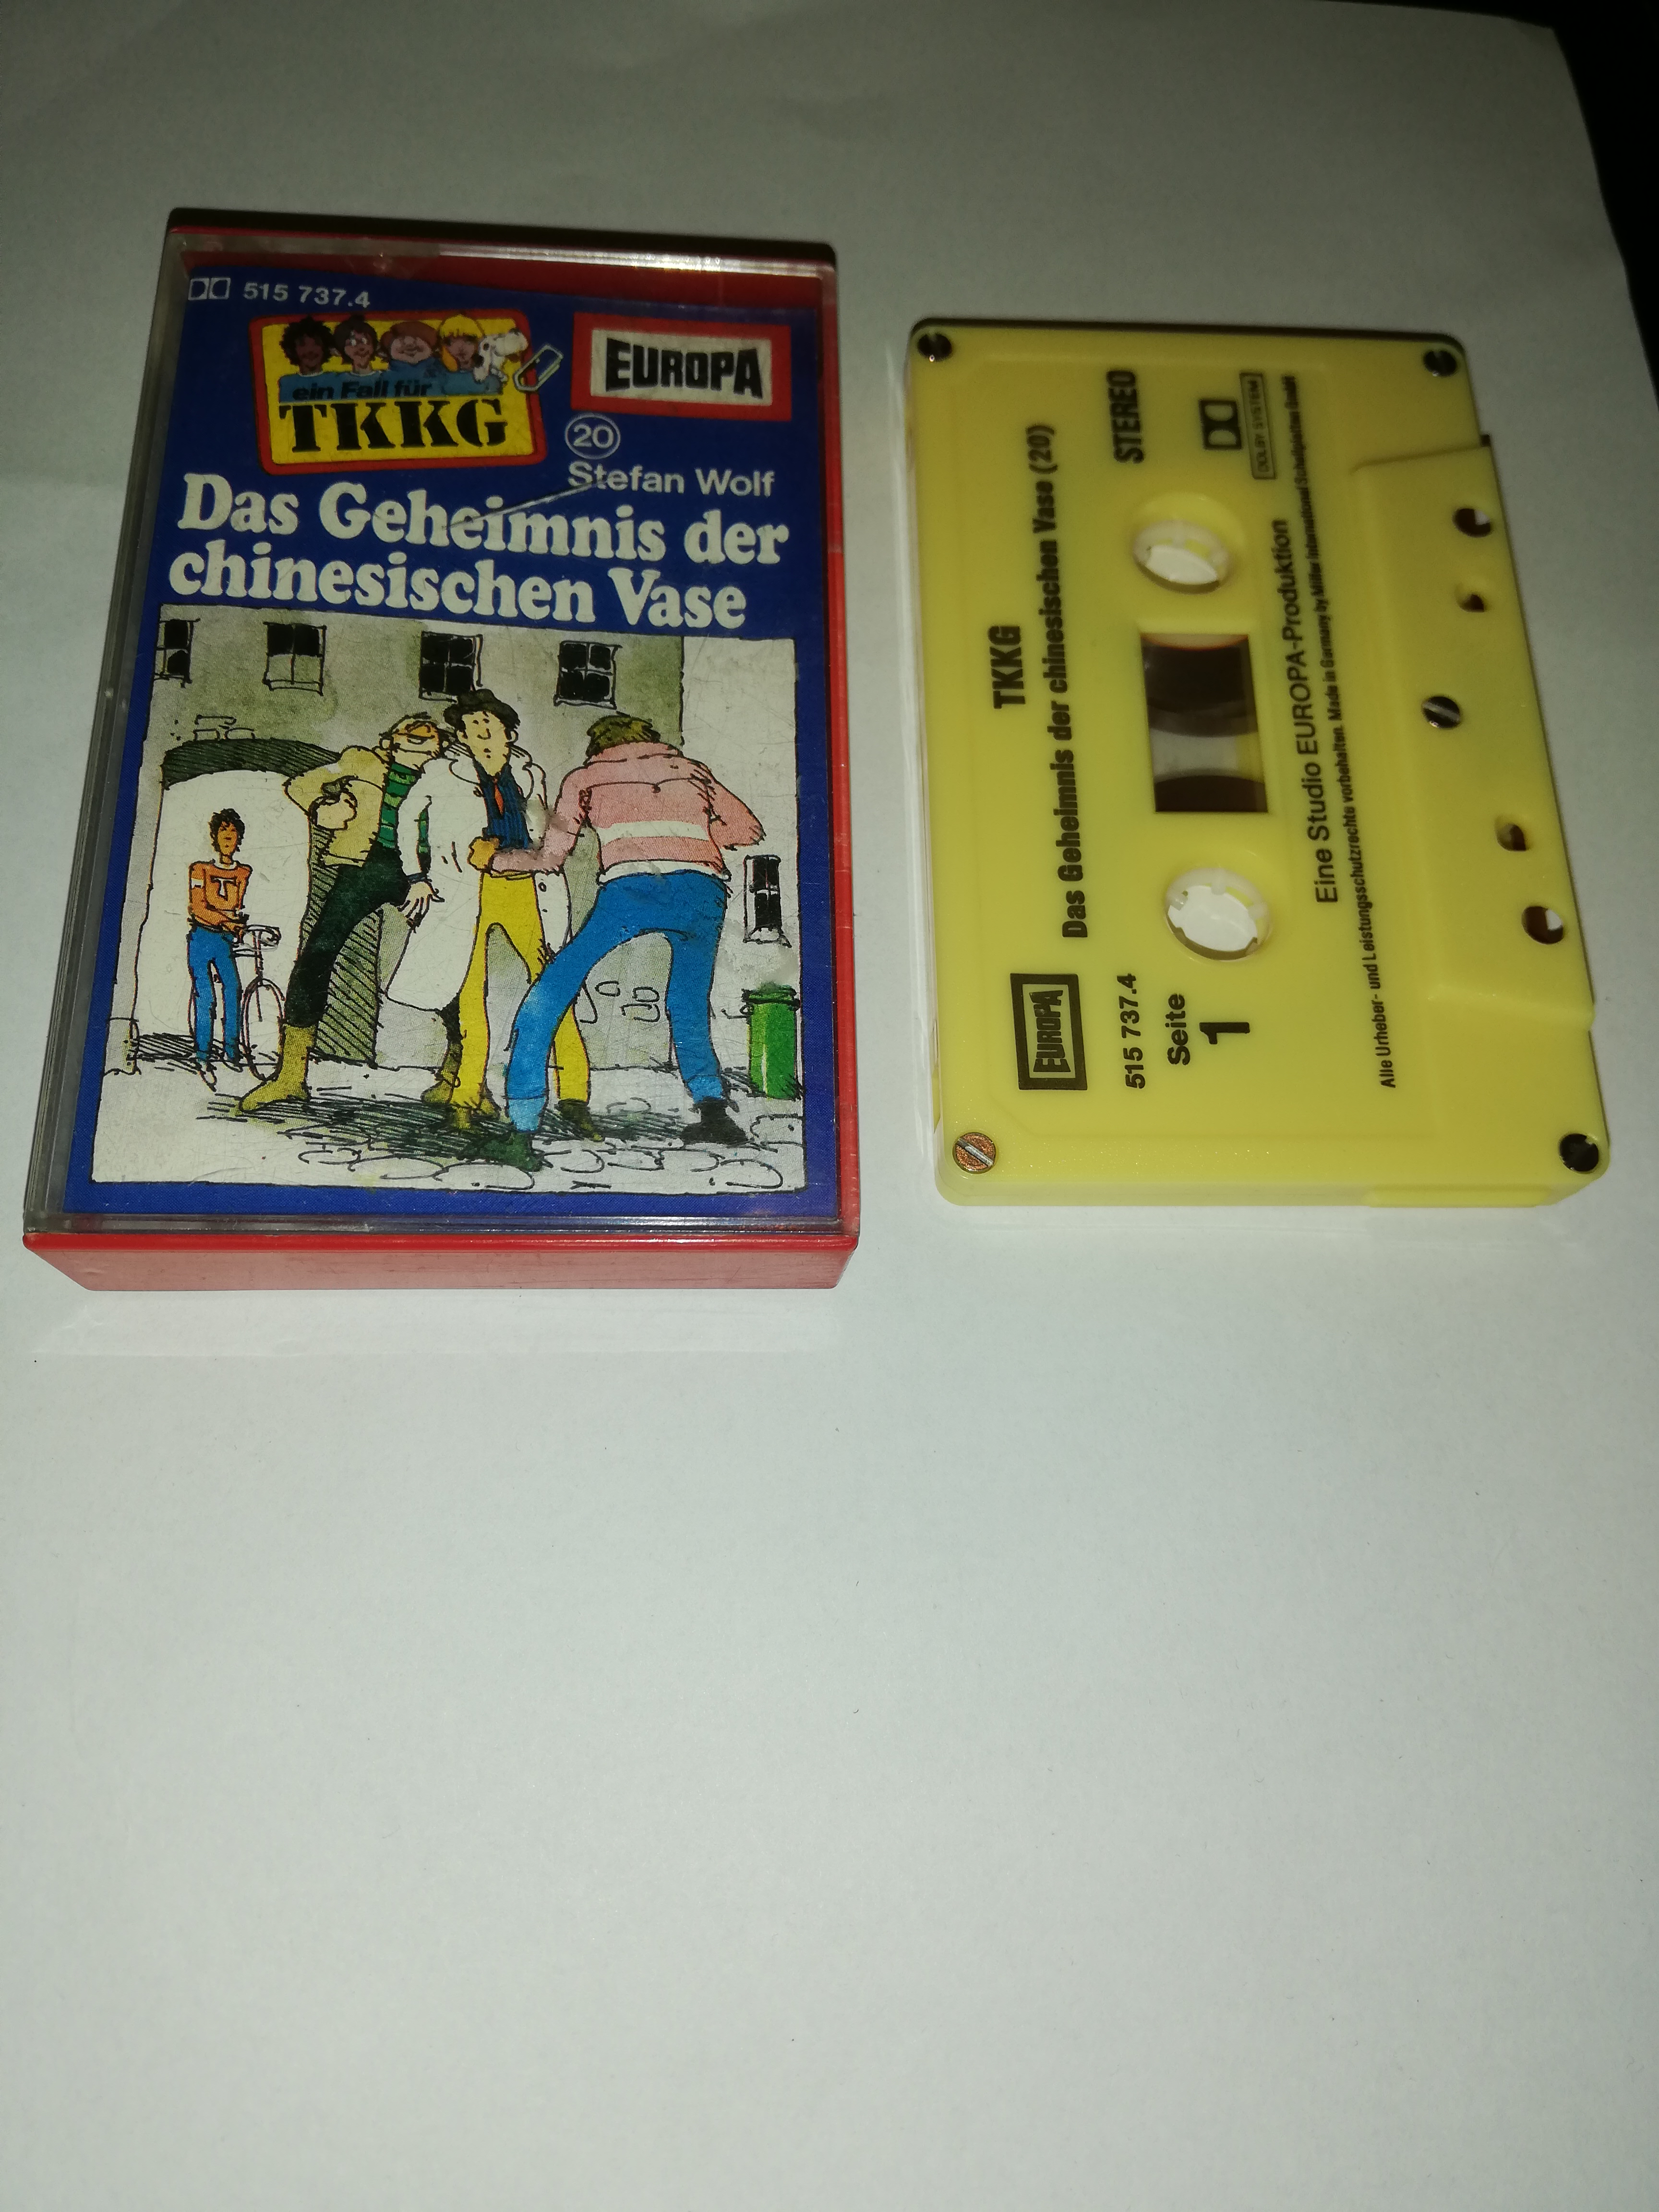 515 737.4
ein Fall für
TKKG
EUROPA
20
Stefan Wolf
Das Geheimnis der
chinesischen Vase
T
TKKG
Das Geheimnis der chinesischen Vase (20)
EUROPA
515 737.4
STEREO
Seite
1
DOLBY SYSTEM
Eine Studio EUROPA-Produktion
Alle Urheber- und Leistungsschutzrechte vorbehalten. Made in Germany by Miller International Schallplatten GmbH